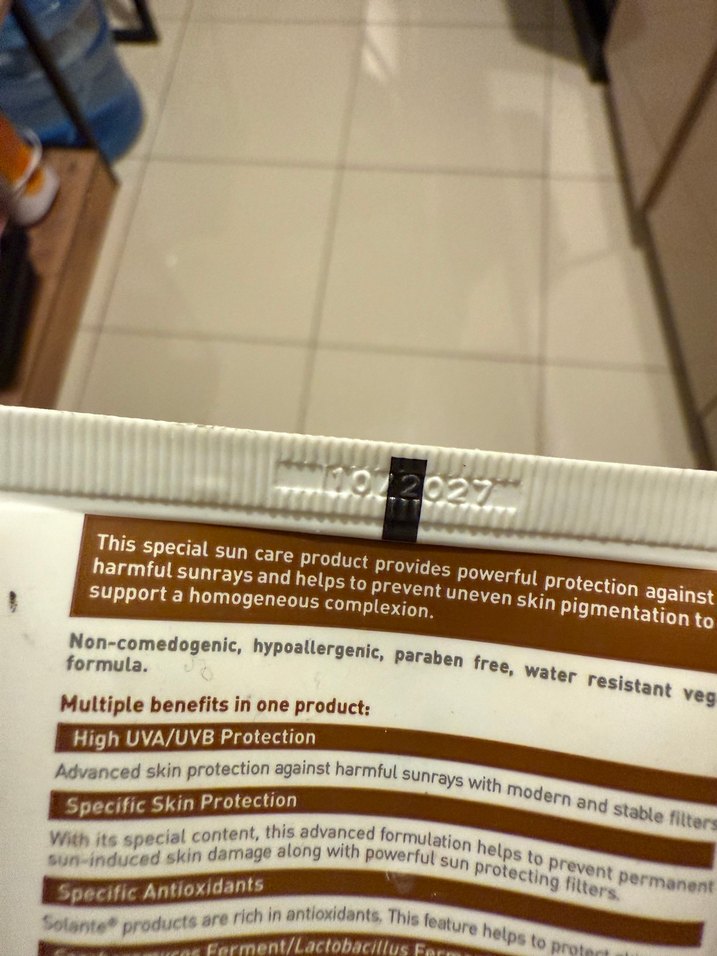 10/2027
This special sun care product provides powerful protection against
harmful sunrays and helps to prevent uneven skin pigmentation to
support a homogeneous complexion.
Non-comedogenic, hypoallergenic, paraben free, water resistant veg
formula.
Multiple benefits in one product:
High UVA/UVB Protection
Advanced skin protection against harmful sunrays with modern and stable filters
Specific Skin Protection
With its special content, this advanced formulation helps to prevent permanent
sun-induced skin damage along with powerful sun protecting filters.
Specific Antioxidants
Solante® products are rich in antioxidants. This feature helps to protect
Ferment/Lactobacillus